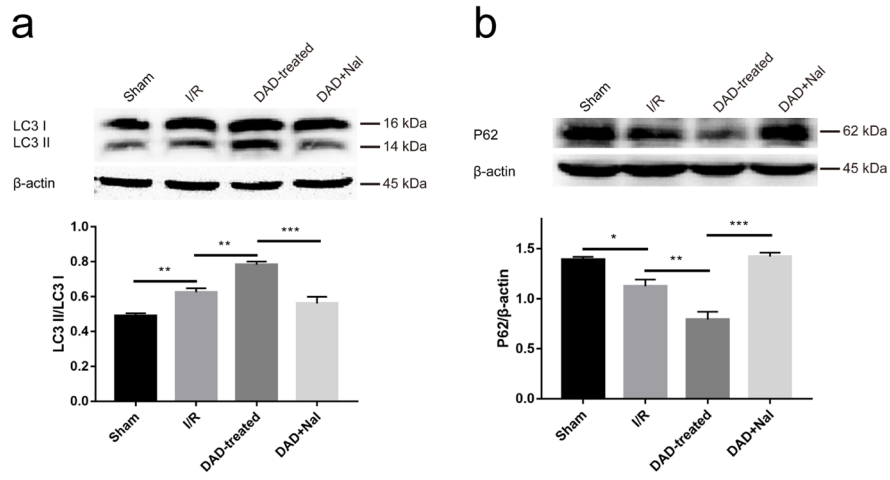 a
Sham I/R DAD-treated DAD+Nal
LC3 I 16 kDa
LC3 II 14 kDa
β-actin 45 kDa
LC3 II/LC3 I
1.0
0.8
0.6
0.4
0.2
0.0
** ** ***
Sham I/R DAD-treated DAD+Nal
b
Sham I/R DAD-treated DAD+Nal
P62 62 kDa
β-actin 45 kDa
P62/β-actin
1.5
1.0
0.5
0.0
* ** ***
Sham I/R DAD-treated DAD+Nal